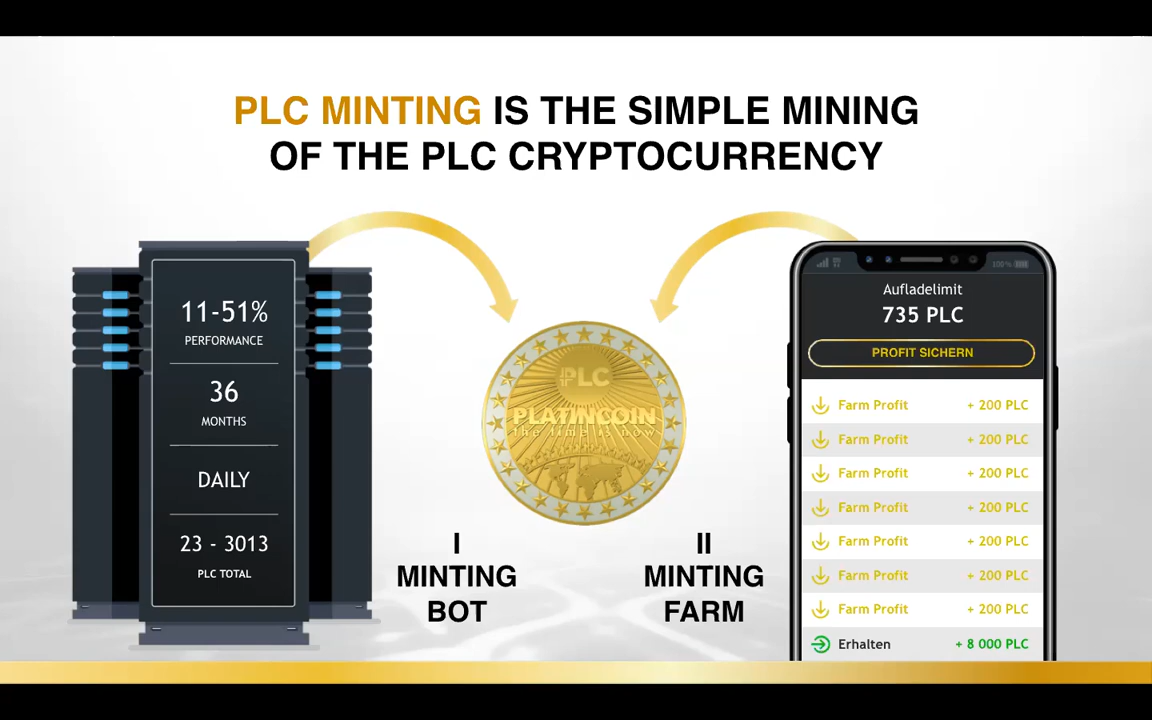 PLC MINTING IS THE SIMPLE MINING
OF THE PLC CRYPTOCURRENCY
11-51%
PERFORMANCE
36
MONTHS
DAILY
23 - 3013
PLC TOTAL
PLC
PLATINCOIN
the time is now
I
MINTING
BOT
II
MINTING
FARM
100%
Aufladelimit
735 PLC
PROFIT SICHERN
Farm Profit + 200 PLC
Farm Profit + 200 PLC
Farm Profit + 200 PLC
Farm Profit + 200 PLC
Farm Profit + 200 PLC
Farm Profit + 200 PLC
Farm Profit + 200 PLC
Erhalten + 8 000 PLC